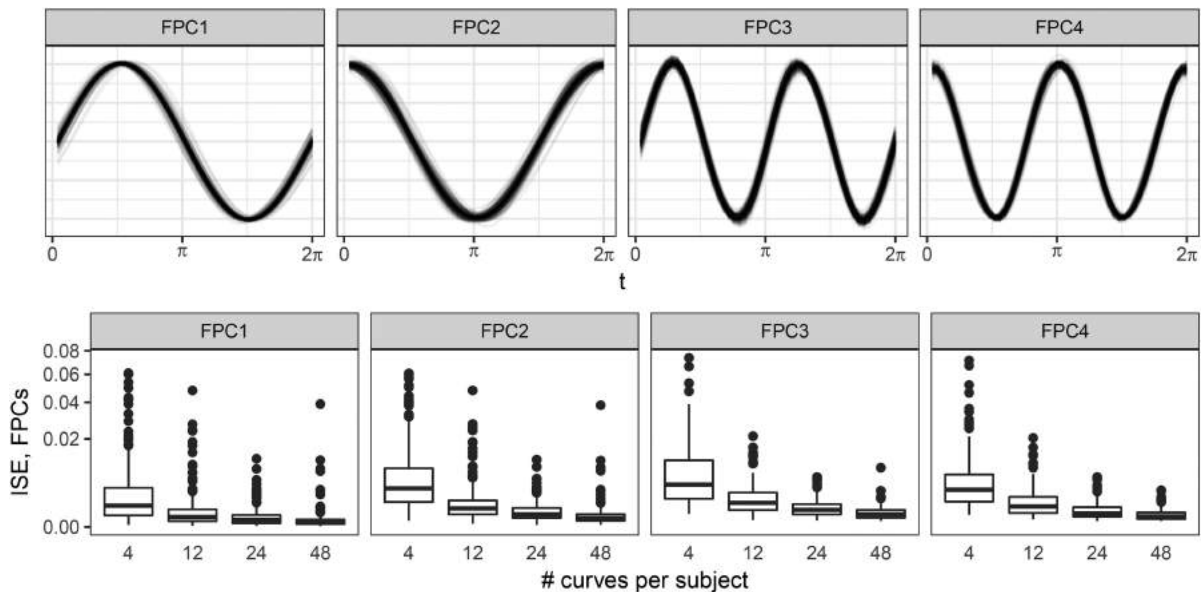 FPC1 FPC2 FPC3 FPC4
0 π 2π 0 π 2π 0 π 2π 0 π 2π
t
FPC1 FPC2 FPC3 FPC4
0.08
0.06
0.04
0.02
0.00
ISE, FPCs
4 12 24 48 4 12 24 48 4 12 24 48 4 12 24 48
# curves per subject